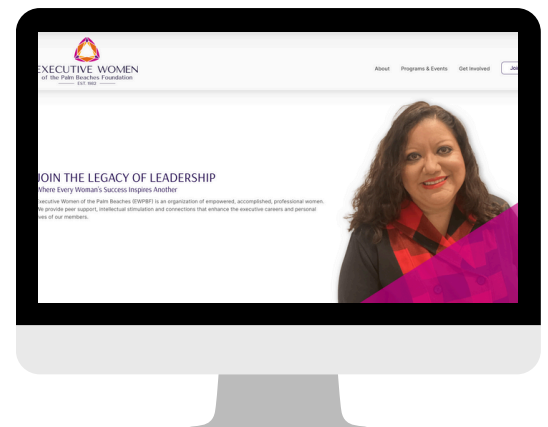 EXECUTIVE WOMEN
of the Palm Beaches Foundation
About Programs & Events Get Involved Joi
JOIN THE LEGACY OF LEADERSHIP
Where Every Woman's Success Inspires Another
Executive Women of the Palm Beaches (EWPBF) is an organization of empowered, accomplished, professional women.
We provide peer support, intellectual stimulation and connections that enhance the executive careers and personal
ves of our members.